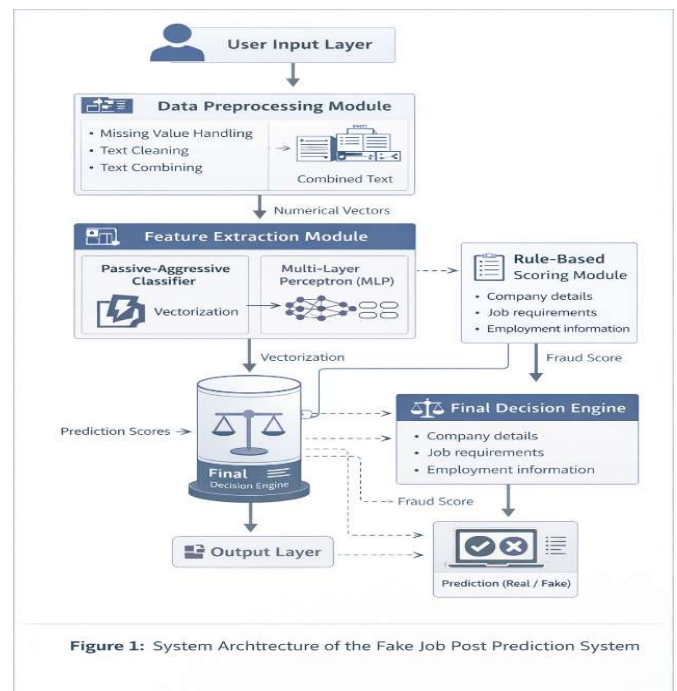 User Input Layer
Data Preprocessing Module
• Missing Value Handling
• Text Cleaning
• Text Combining
Combined Text
Numerical Vectors
Feature Extraction Module
Passive-Aggressive
Classifier
Vectorization
Multi-Layer
Perceptron (MLP)
Rule-Based
Scoring Module
• Company details
• Job requirements
• Employment information
Vectorization
Fraud Score
Prediction Scores
Final
Decision Engine
Final Decision Engine
• Company details
• Job requirements
• Employment information
Fraud Score
Output Layer
Prediction (Real / Fake)
Figure 1: System Archttrecture of the Fake Job Post Prediction System